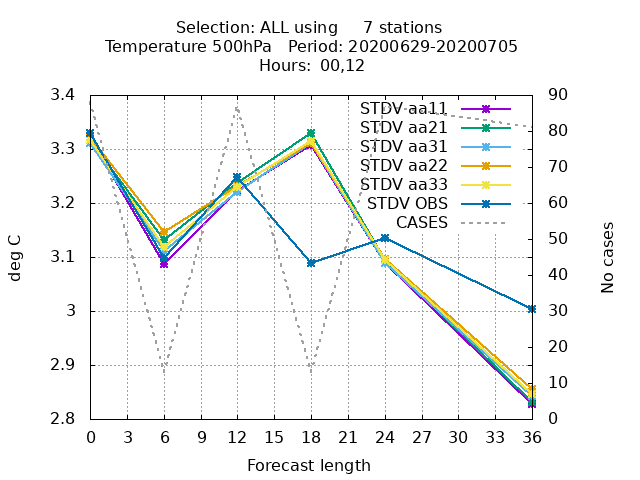 Selection: ALL using     7 stations
Temperature 500hPa   Period: 20200629-20200705
Hours:  00,12
3.4
3.3
3.2
3.1
3
2.9
2.8
deg C
90
80
70
60
50
40
30
20
10
0
No cases
STDV aa11
STDV aa21
STDV aa31
STDV aa22
STDV aa33
STDV OBS
CASES
0 3 6 9 12 15 18 21 24 27 30 33 36
Forecast length